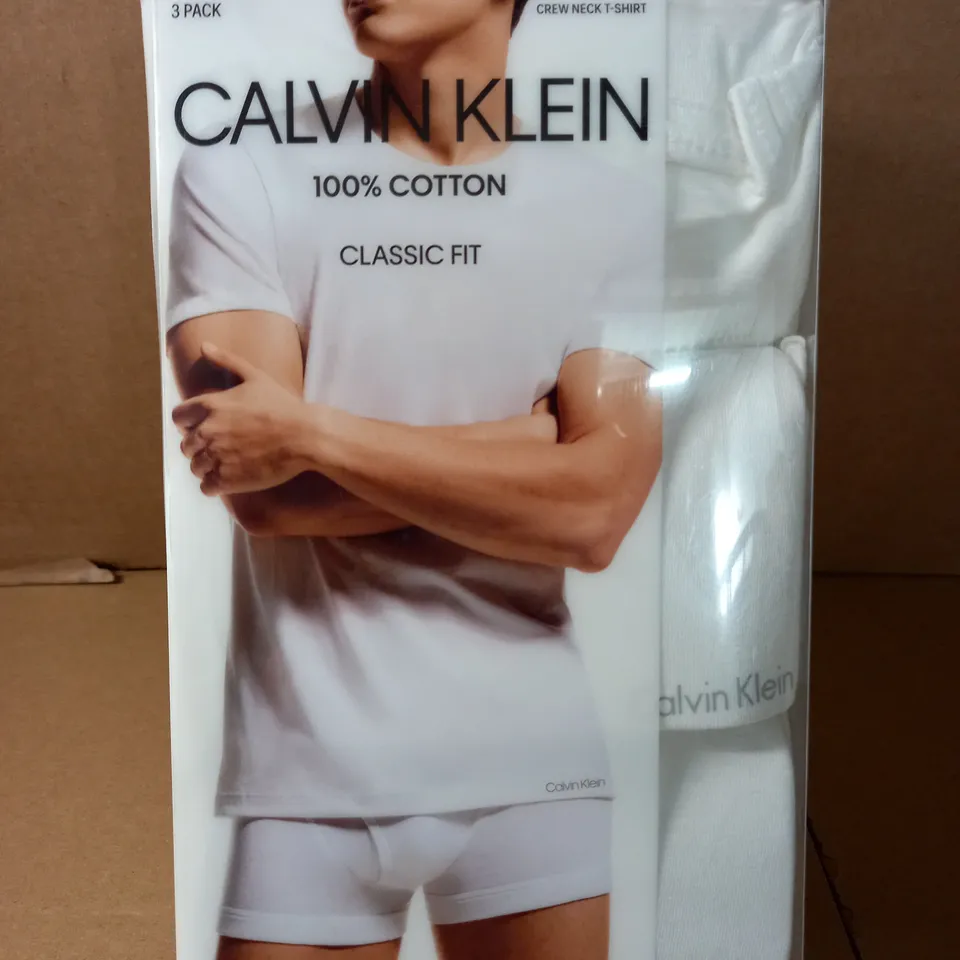 3 PACK
CREW NECK T-SHIRT
CALVIN KLEIN
100% COTTON
CLASSIC FIT
alvin Klein
Calvin Klein